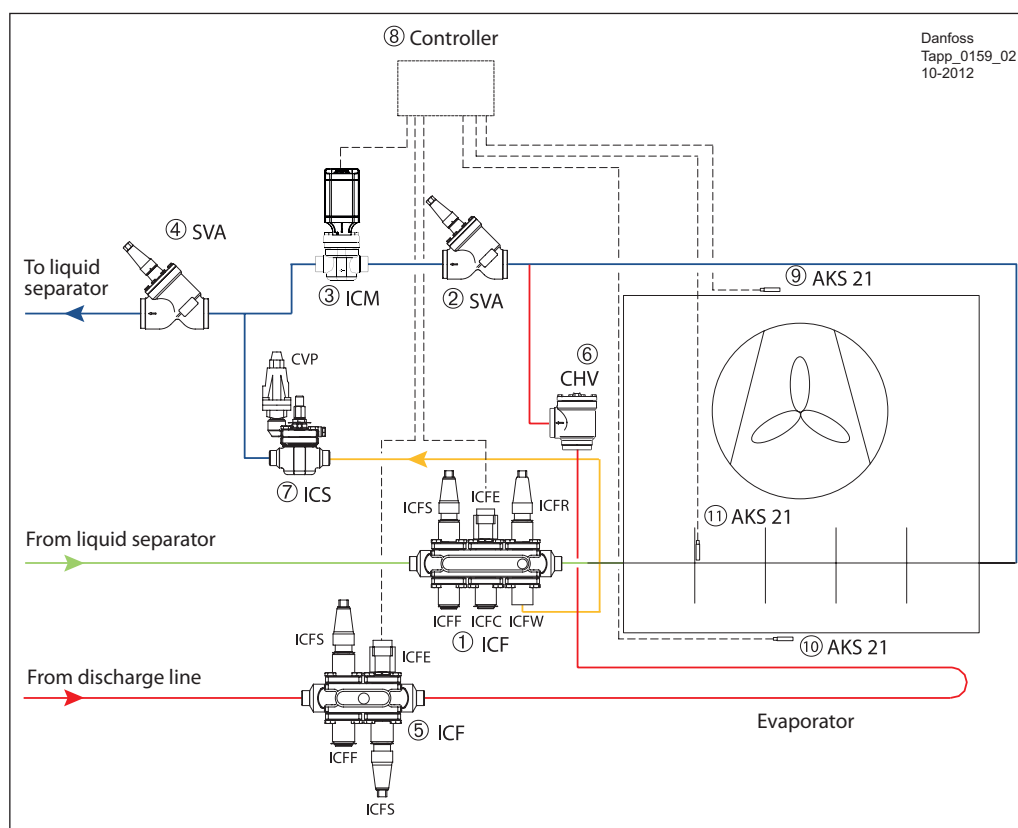 ⑧ Controller
Danfoss
Tapp_0159_02
10-2012
④ SVA
To liquid
separator
③ ICM
② SVA
⑨ AKS 21
CVP
⑥
CHV
⑦ ICS
ICFS
ICFE
ICFR
⑪ AKS 21
From liquid separator
ICFF
ICFC
ICFW
① ICF
ICFS
ICFE
⑩ AKS 21
From discharge line
⑤ ICF
Evaporator
ICFF
ICFS